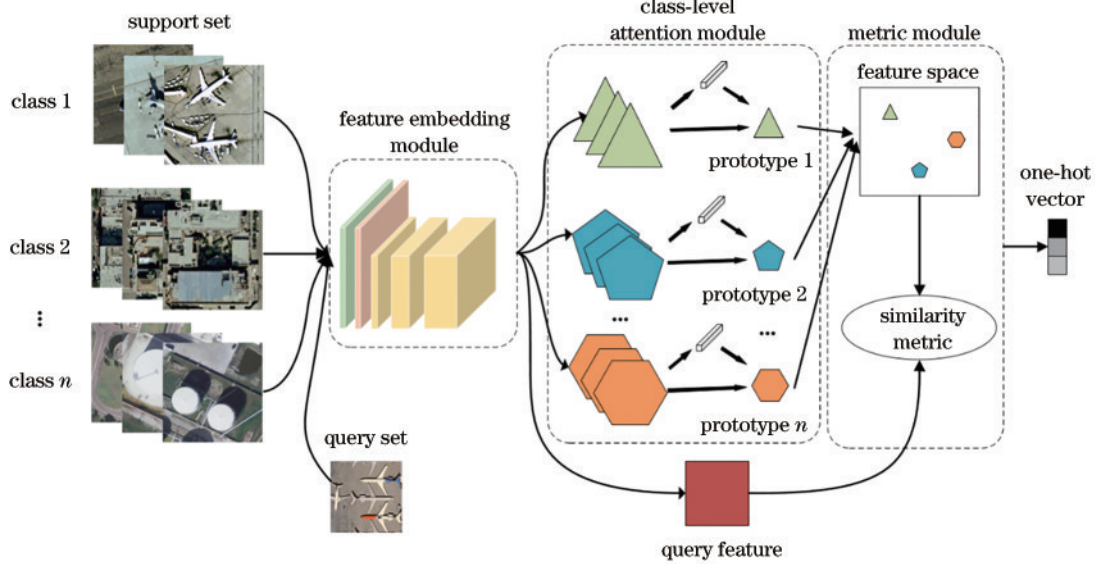 support set
class 1
class 2
...
class n
query set
feature embedding
module
class-level
attention module
prototype 1
prototype 2
...
...
prototype n
query feature
metric module
feature space
similarity
metric
one-hot
vector